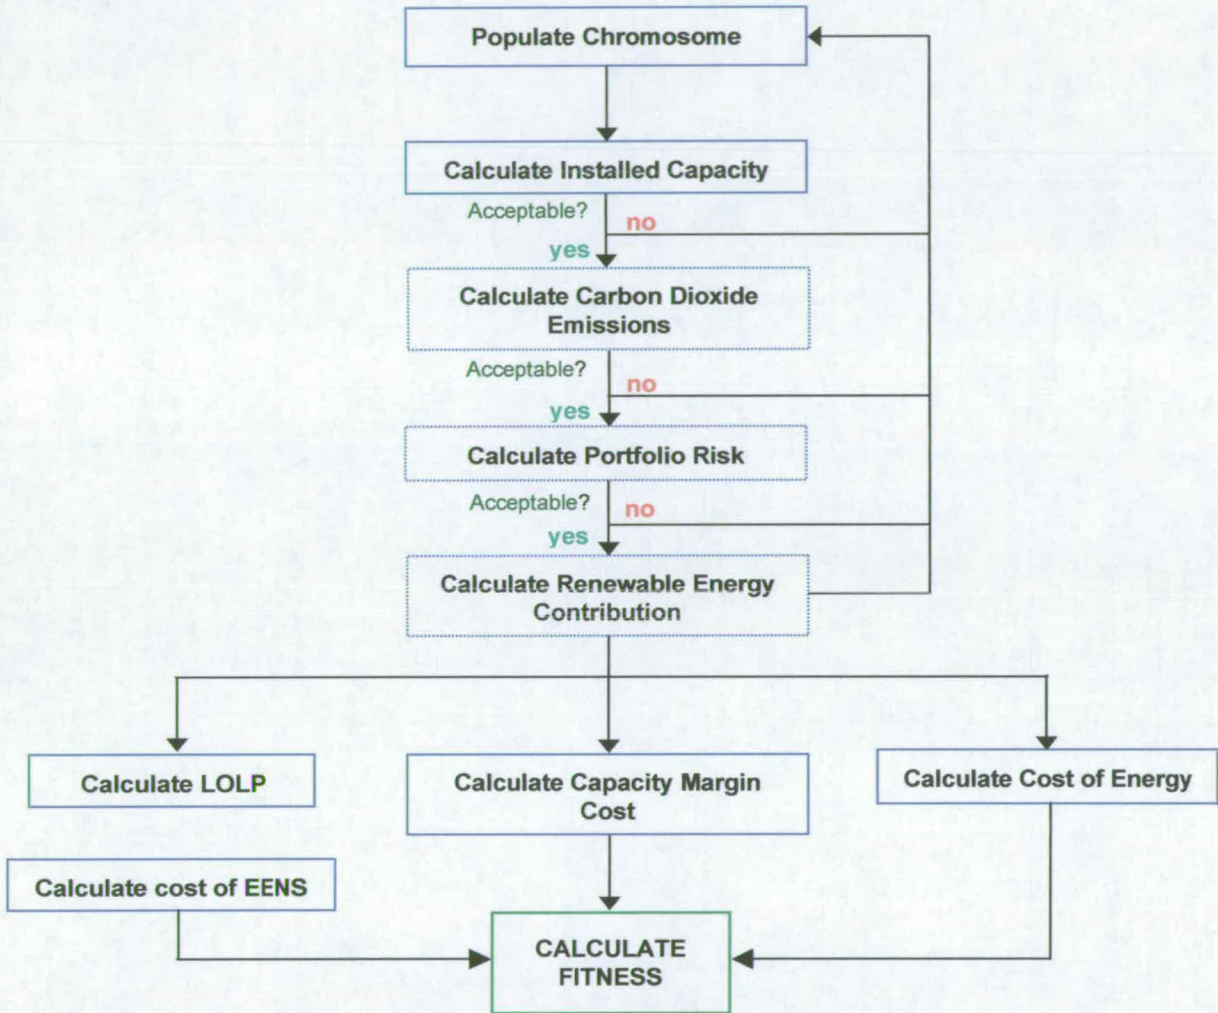 Populate Chromosome
Calculate Installed Capacity
Acceptable?
no
yes
Calculate Carbon Dioxide
Emissions
Acceptable?
no
yes
Calculate Portfolio Risk
Acceptable?
no
yes
Calculate Renewable Energy
Contribution
Calculate LOLP
Calculate Capacity Margin
Cost
Calculate Cost of Energy
Calculate cost of EENS
CALCULATE
FITNESS